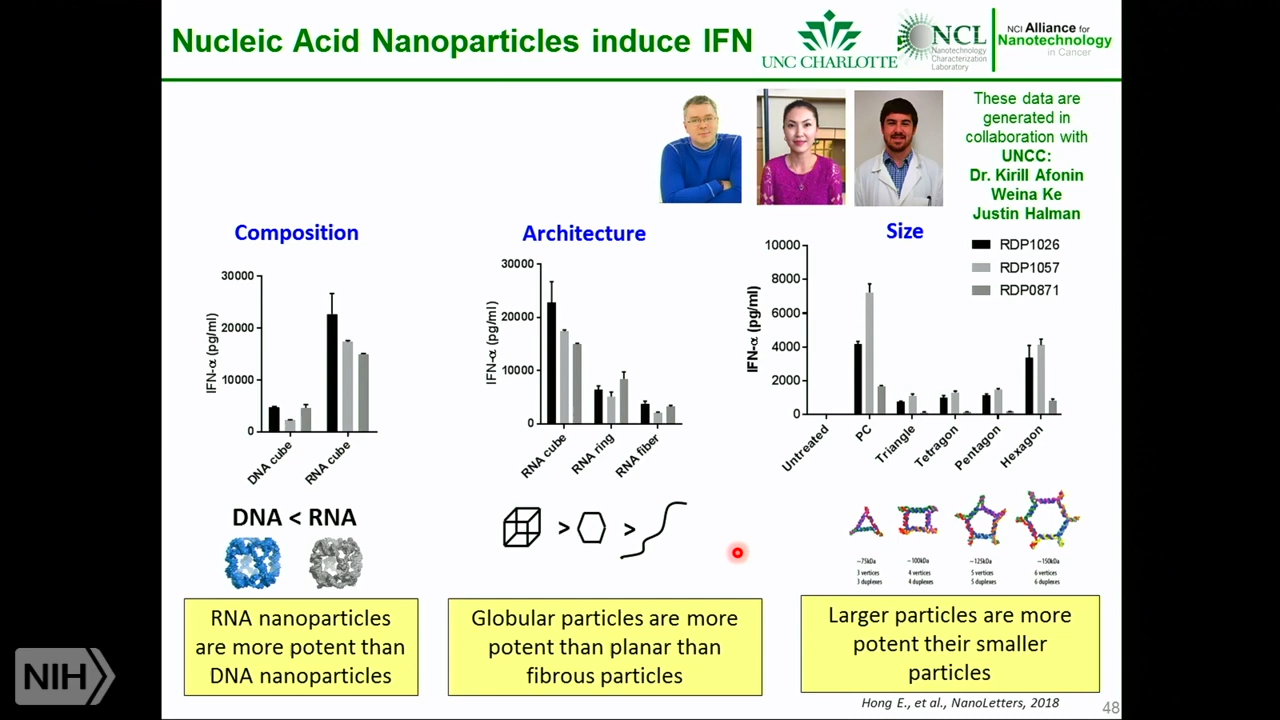 Nucleic Acid Nanoparticles induce IFN
UNC CHARLOTTE
NCL
Nanotechnology
Characterization
Laboratory
NCI Alliance for
Nanotechnology
in Cancer
These data are
generated in
collaboration with
UNCC:
Dr. Kirill Afonin
Weina Ke
Justin Halman
Composition
IFN-α (pg/ml)
30000
20000
10000
0
DNA cube
RNA cube
DNA < RNA
RNA nanoparticles
are more potent than
DNA nanoparticles
Architecture
IFN-α (pg/ml)
30000
20000
10000
0
RNA cube
RNA ring
RNA fiber
> >
Globular particles are more
potent than planar than
fibrous particles
Size
RDP1026
RDP1057
RDP0871
IFN-α (pg/ml)
10000
8000
6000
4000
2000
0
Untreated
PC
Triangle
Tetragon
Pentagon
Hexagon
~75kDa
3 vertices
3 duplexes
~100kDa
4 vertices
4 duplexes
~125kDa
5 vertices
5 duplexes
~150kDa
6 vertices
6 duplexes
Larger particles are more
potent their smaller
particles
Hong E., et al., NanoLetters, 2018
48
NIH